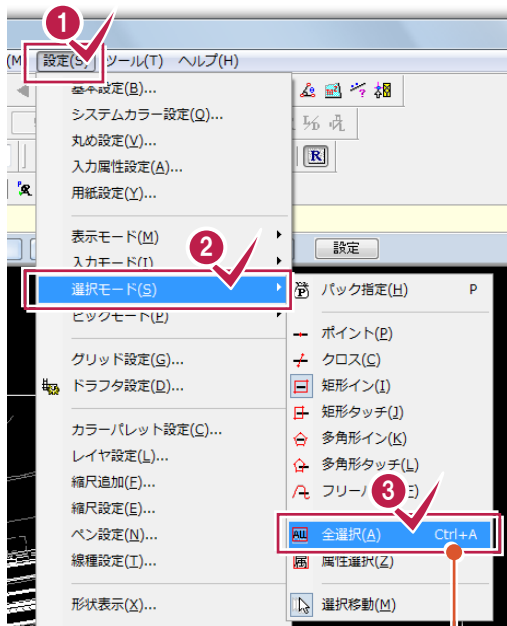 1
設定(S) ツール(T) ヘルプ(H)
基本設定(B)...
システムカラー設定(Q)...
丸め設定(V)...
入力属性設定(A)...
用紙設定(Y)...
R
設定
表示モード(M)
2
入力モード(I)
選択モード(S)
ピックモード(P)
グリッド設定(G)...
ドラフタ設定(D)...
カラーパレット設定(C)...
レイヤ設定(L)...
縮尺追加(F)...
縮尺設定(E)...
ペン設定(N)...
線種設定(T)...
形状表示(X)...
P パック指定(H) P
ポイント(P)
クロス(C)
矩形イン(I)
矩形タッチ(J)
多角形イン(K)
多角形タッチ(L)
フリー
3
ALL 全選択(A) Ctrl+A
属 属性選択(Z)
選択移動(M)